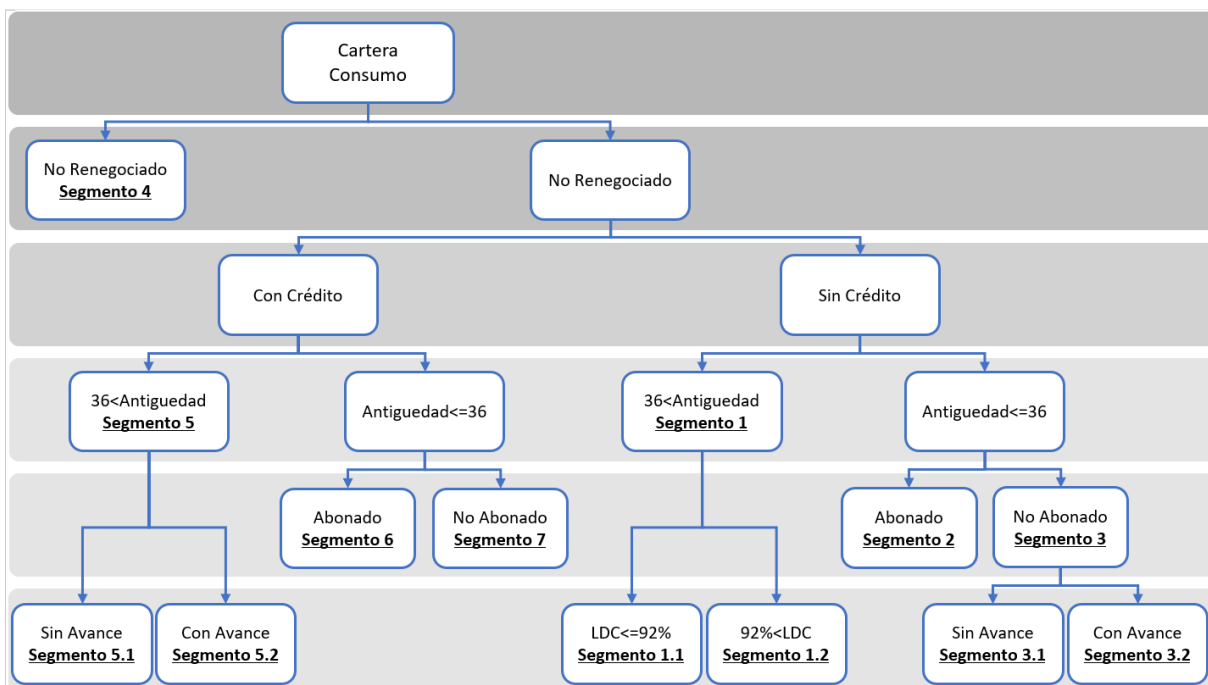 Cartera
Consumo
No Renegociado
Segmento 4
No Renegociado
Con Crédito
Sin Crédito
36<Antiguedad
Segmento 5
Antiguedad<=36
36<Antiguedad
Segmento 1
Antiguedad<=36
Abonado
Segmento 6
No Abonado
Segmento 7
Abonado
Segmento 2
No Abonado
Segmento 3
Sin Avance
Segmento 5.1
Con Avance
Segmento 5.2
LDC<=92%
Segmento 1.1
92%<LDC
Segmento 1.2
Sin Avance
Segmento 3.1
Con Avance
Segmento 3.2